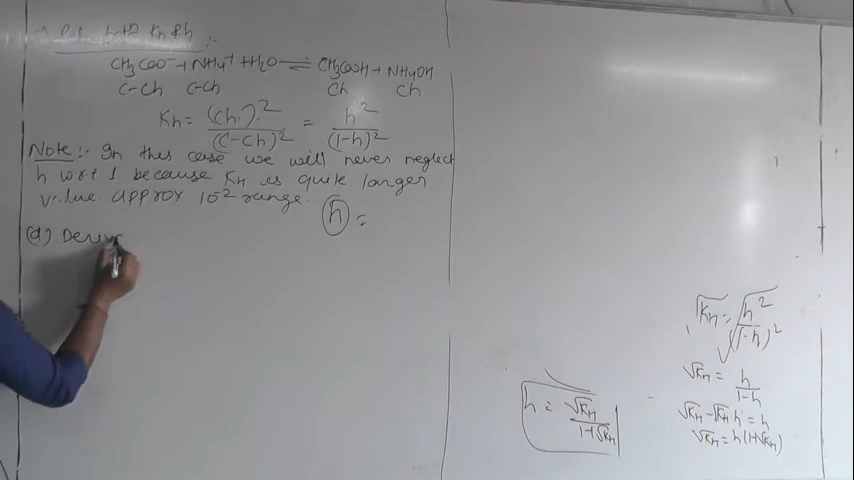 both Kh & h :-
CH3COO⁻ + NH4⁺ + H2O ⇌ CH3COOH + NH4OH
C-Ch C-Ch Ch Ch
Kh = (Ch.)² / (C-Ch)² = h² / (1-h)²
Note:- In this case we will never neglect
h w.r.t 1 because KH is quite larger
value approx 10⁻² range.
h =
(d) Deriv
√KH = √h² / √(1-h)²
√KH = h / 1-h
√KH - √KH h = h
√KH = h(1+√KH)
h = √KH / 1+√KH